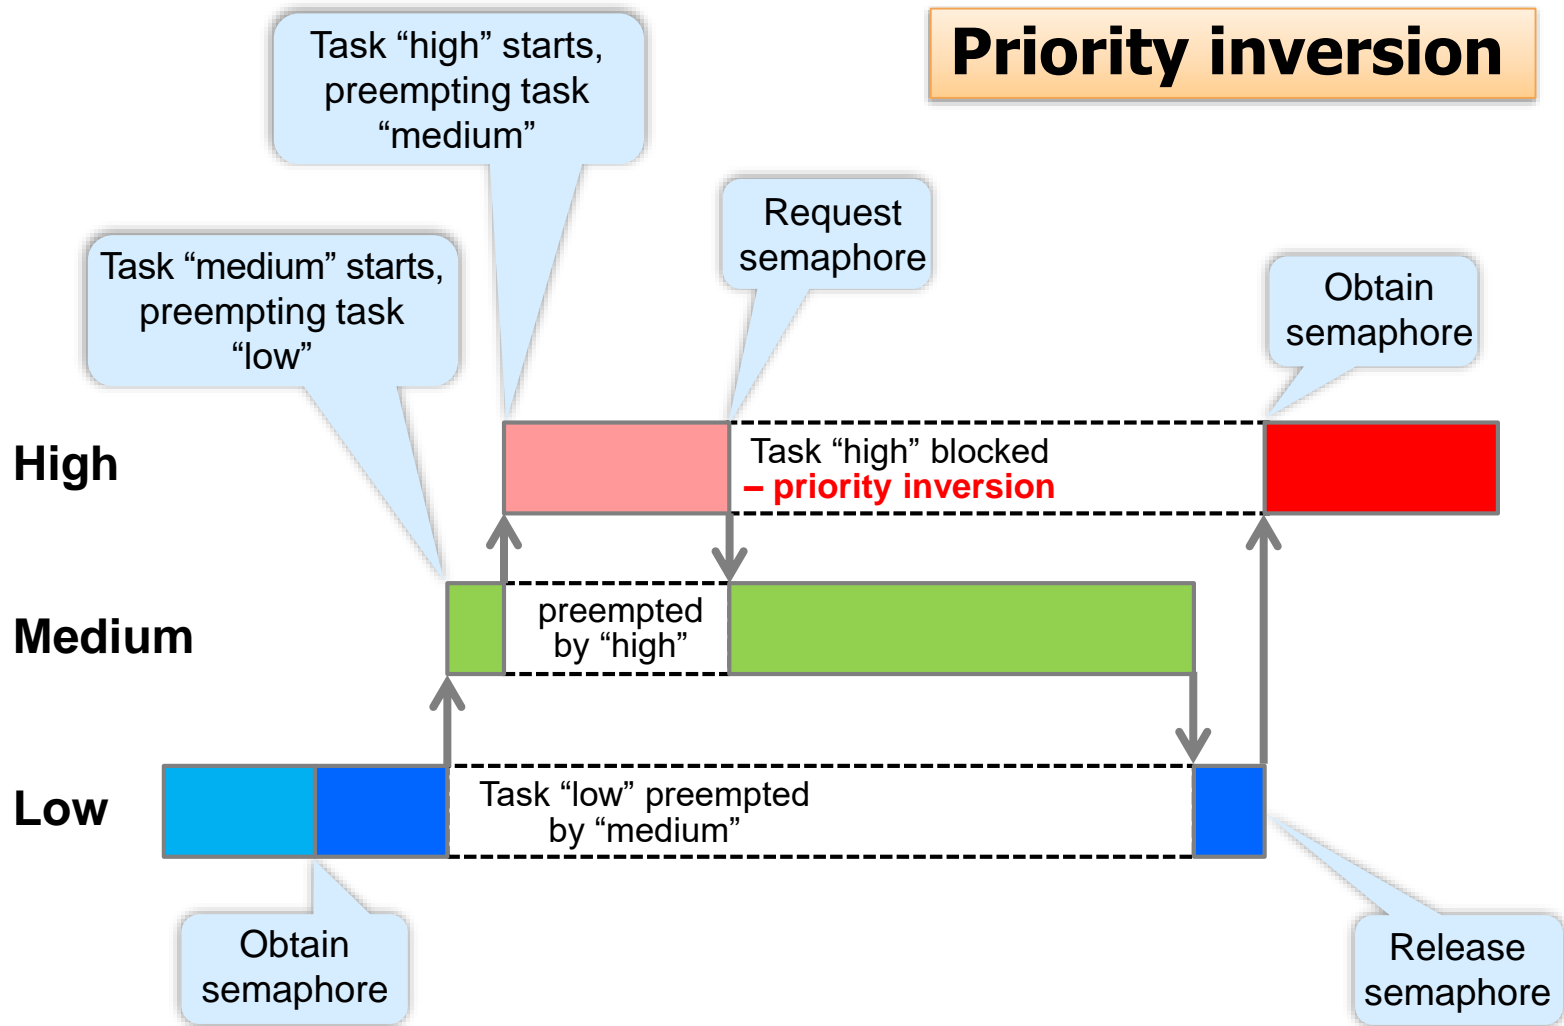 Priority inversion
Task “high” starts,
preempting task
“medium”
Request
semaphore
Task “medium” starts,
preempting task
“low”
Obtain
semaphore
High
Task “high” blocked
– priority inversion
Medium
preempted
by “high”
Low
Task “low” preempted
by “medium”
Obtain
semaphore
Release
semaphore